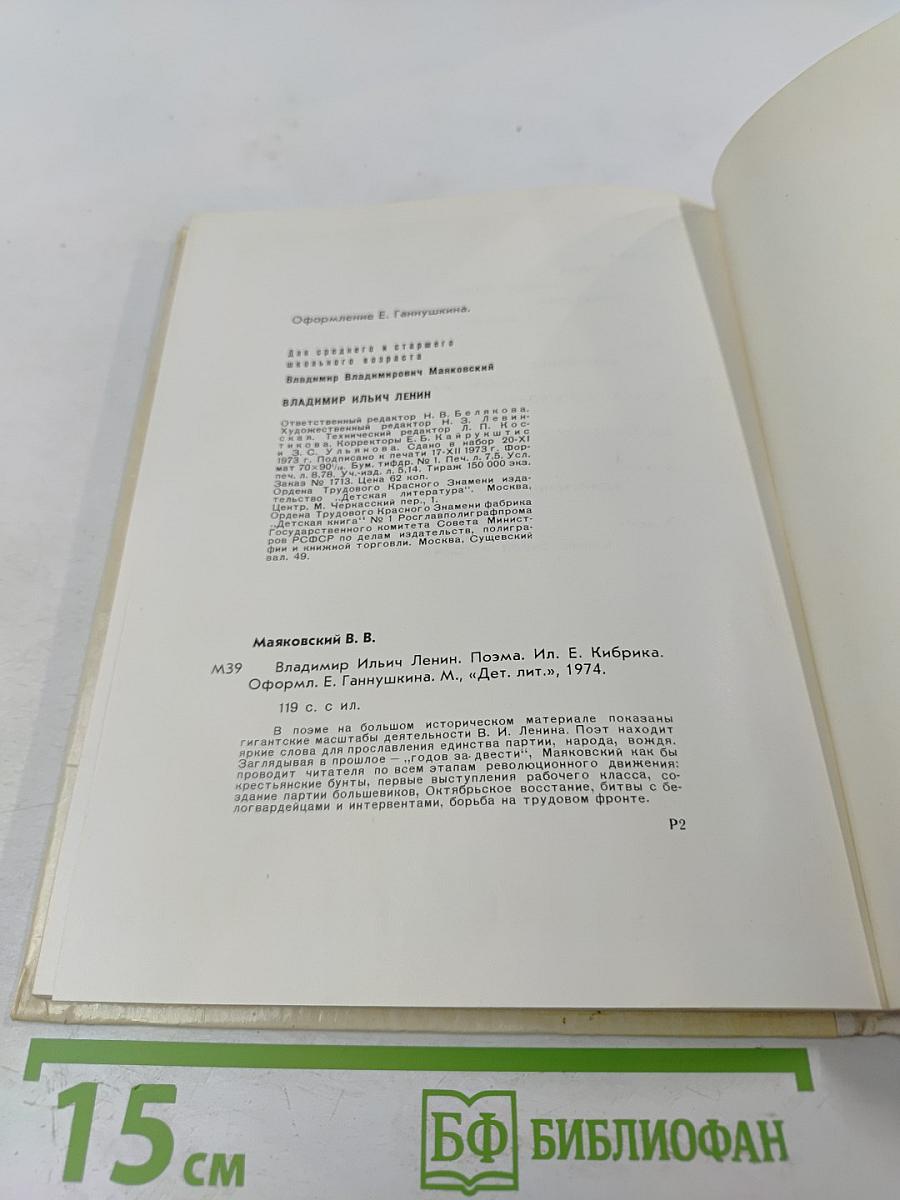 Оформление Е. Ганнушкина.
Для среднего и старшего
школьного возраста
Владимир Владимирович Маяковский
ВЛАДИМИР ИЛЬИЧ ЛЕНИН
Ответственный редактор Н. В. Белякова.
Художественный редактор Н. З. Левин-
ская. Технический редактор Л. П. Кос-
тикова. Корректоры Е. Б. Кайрукштис
и З. С. Ульянова. Сдано в набор 20-XI
1973 г. Подписано к печати 17-XII 1973 г. Фор-
мат 70×90¹/₁₆. Бум. тифдр. № 1. Печ. л. 7,5. Усл.
печ. л. 8,78. Уч.-изд. л. 5,14. Тираж 150 000 экз.
Заказ № 1713. Цена 62 коп.
Ордена Трудового Красного Знамени изда-
тельство „Детская литература". Москва,
Центр, М. Черкасский пер., 1.
Ордена Трудового Красного Знамени фабрика
„Детская книга" № 1 Росглавполиграфпрома
Государственного комитета Совета Минист-
ров РСФСР по делам издательств, полигра-
фии и книжной торговли. Москва, Сущевский
вал, 49.
Маяковский В. В.
М39 Владимир Ильич Ленин. Поэма. Ил. Е. Кибрика.
Оформл. Е. Ганнушкина. М., «Дет. лит.», 1974.
119 с. с ил.
В поэме на большом историческом материале показаны
гигантские масштабы деятельности В. И. Ленина. Поэт находит
яркие слова для прославления единства партии, народа, вождя.
Заглядывая в прошлое — „годов за двести", Маяковский как бы
проводит читателя по всем этапам революционного движения:
крестьянские бунты, первые выступления рабочего класса, со-
здание партии большевиков, Октябрьское восстание, битвы с бе-
логвардейцами и интервентами, борьба на трудовом фронте.
Р2
15 см
БФ БИБЛИОФАН